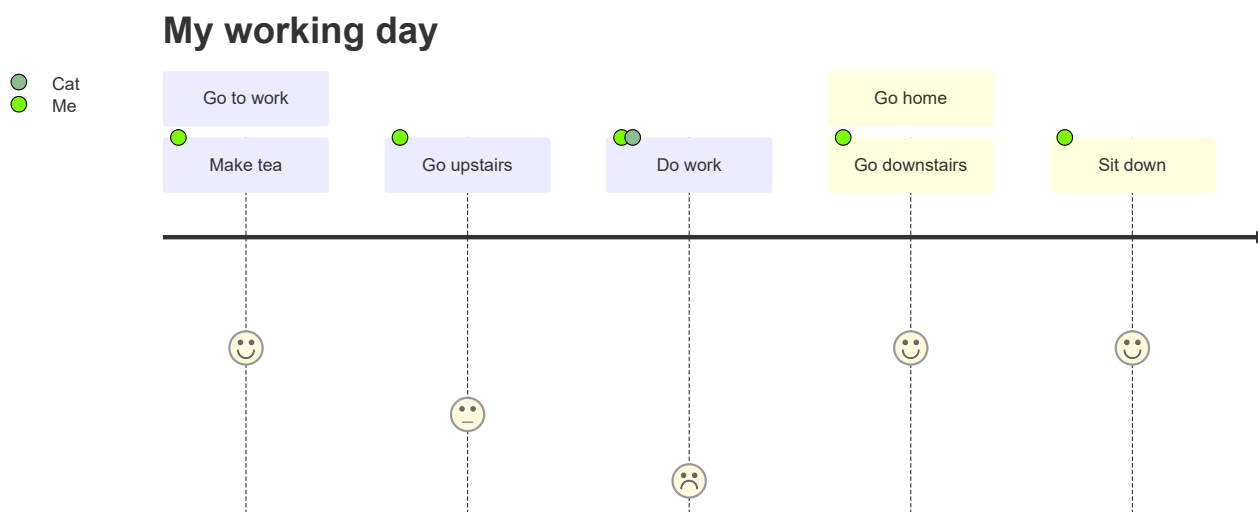 My working day
Cat
Me
Go to work
Go home
Make tea
Go upstairs
Do work
Go downstairs
Sit down